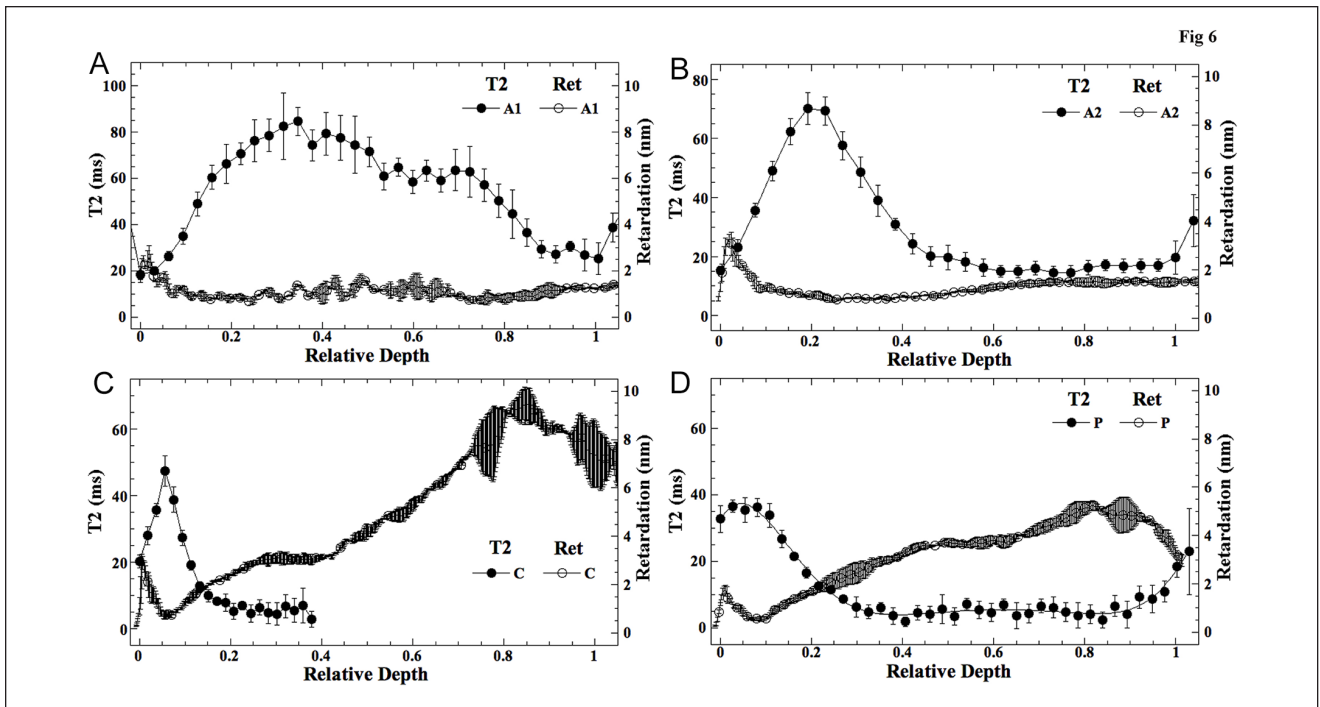 Fig 6
A
T2 Ret
A1 A1
100
80
60
40
20
0
T2 (ms)
10
8
6
4
2
0
Retardation (nm)
0 0.2 0.4 0.6 0.8 1
Relative Depth
B
T2 Ret
A2 A2
80
60
40
20
0
T2 (ms)
10
8
6
4
2
0
Retardation (nm)
0 0.2 0.4 0.6 0.8 1
Relative Depth
C
T2 Ret
C C
60
40
20
0
T2 (ms)
10
8
6
4
2
0
Retardation (nm)
0 0.2 0.4 0.6 0.8 1
Relative Depth
D
T2 Ret
P P
60
40
20
0
T2 (ms)
10
8
6
4
2
0
Retardation (nm)
0 0.2 0.4 0.6 0.8 1
Relative Depth